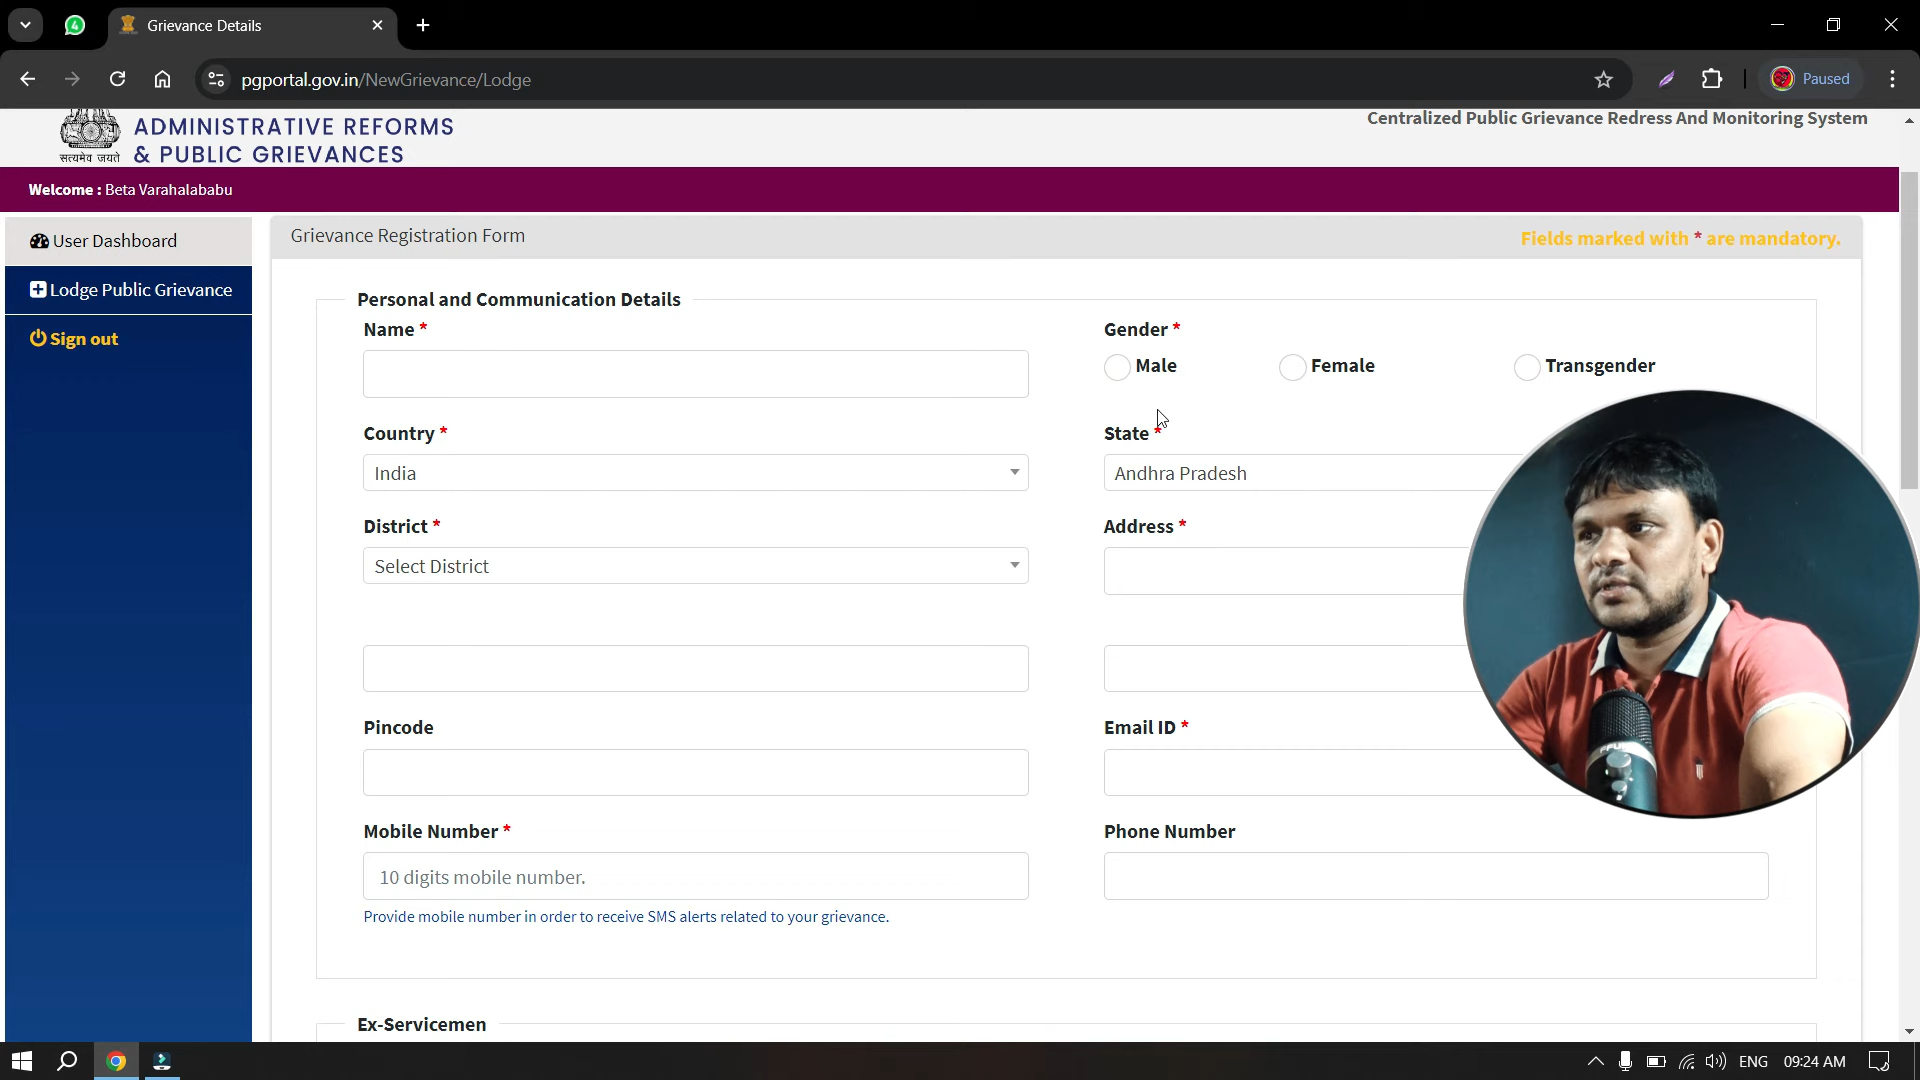 4
Grievance Details
pgportal.gov.in/NewGrievance/Lodge
Paused
ADMINISTRATIVE REFORMS
& PUBLIC GRIEVANCES
सत्यमेव जयते
Centralized Public Grievance Redress And Monitoring System
Welcome : Beta Varahalababu
User Dashboard
Lodge Public Grievance
Sign out
Grievance Registration Form
Fields marked with * are mandatory.
Personal and Communication Details
Name *
Gender *
Male
Female
Transgender
Country *
State *
India
Andhra Pradesh
District *
Address *
Select District
Pincode
Email ID *
Mobile Number *
Phone Number
10 digits mobile number.
Provide mobile number in order to receive SMS alerts related to your grievance.
Ex-Servicemen
ENG
09:24 AM